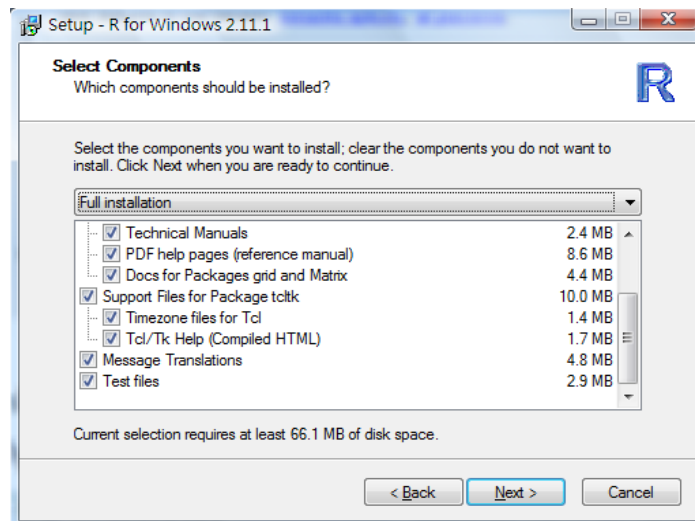 Setup - R for Windows 2.11.1
Select Components
Which components should be installed?
R
Select the components you want to install; clear the components you do not want to
install. Click Next when you are ready to continue.
Full installation
Technical Manuals 2.4 MB
PDF help pages (reference manual) 8.6 MB
Docs for Packages grid and Matrix 4.4 MB
Support Files for Package tcltk 10.0 MB
Timezone files for Tcl 1.4 MB
Tcl/Tk Help (Compiled HTML) 1.7 MB
Message Translations 4.8 MB
Test files 2.9 MB
Current selection requires at least 66.1 MB of disk space.
< Back Next > Cancel